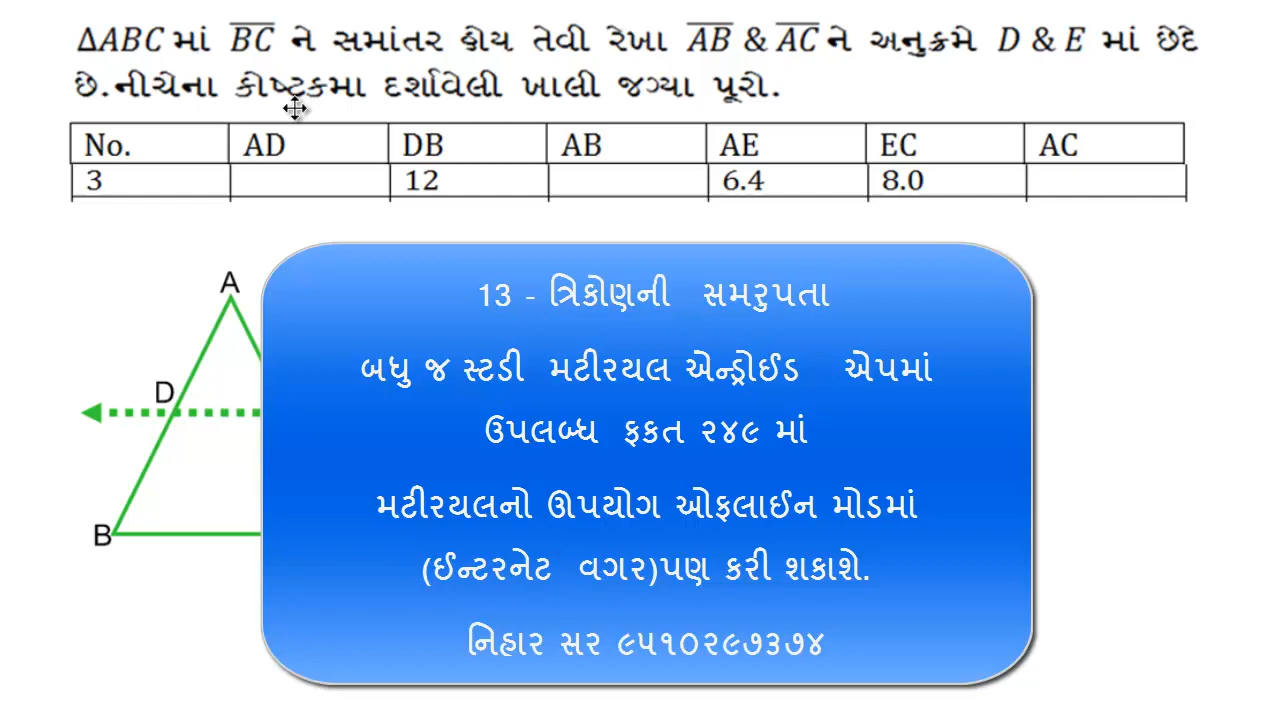 ΔABC માં BC ને સમાંતર હોય તેવી રેખા AB & AC ને અનુક્રમે D & E માં છેદે
છે.નીચેના કોષ્ટકમા દર્શાવેલી ખાલી જગ્યા પૂરો.
No. AD DB AB AE EC AC
3 12 6.4 8.0
A
D
B
13 - ત્રિકોણની સમરુપતા
બધુ જ સ્ટડી મટીરયલ એન્ડ્રોઈડ એપમાં
ઉપલબ્ધ ફકત ૨૪૯ માં
મટીરયલનો ઊપયોગ ઓફલાઈન મોડમાં
(ઈન્ટરનેટ વગર)પણ કરી શકાશે.
નિહાર સર ૯૫૧૦૨૯૭૩૭૪